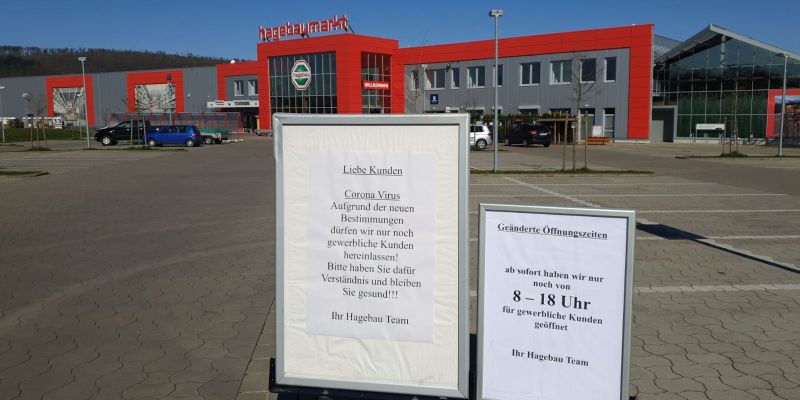 hagebaumarkt
hagebau
WILLKOMMEN
Liebe Kunden
Corona Virus
Aufgrund der neuen
Bestimmungen
dürfen wir nur noch
gewerbliche Kunden
hereinlassen!
Bitte haben Sie dafür
Verständnis und bleiben
Sie gesund!!!
Ihr Hagebau Team
Geänderte Öffnungszeiten
ab sofort haben wir nur
noch von
8 – 18 Uhr
für gewerbliche Kunden
geöffnet
Ihr Hagebau Team